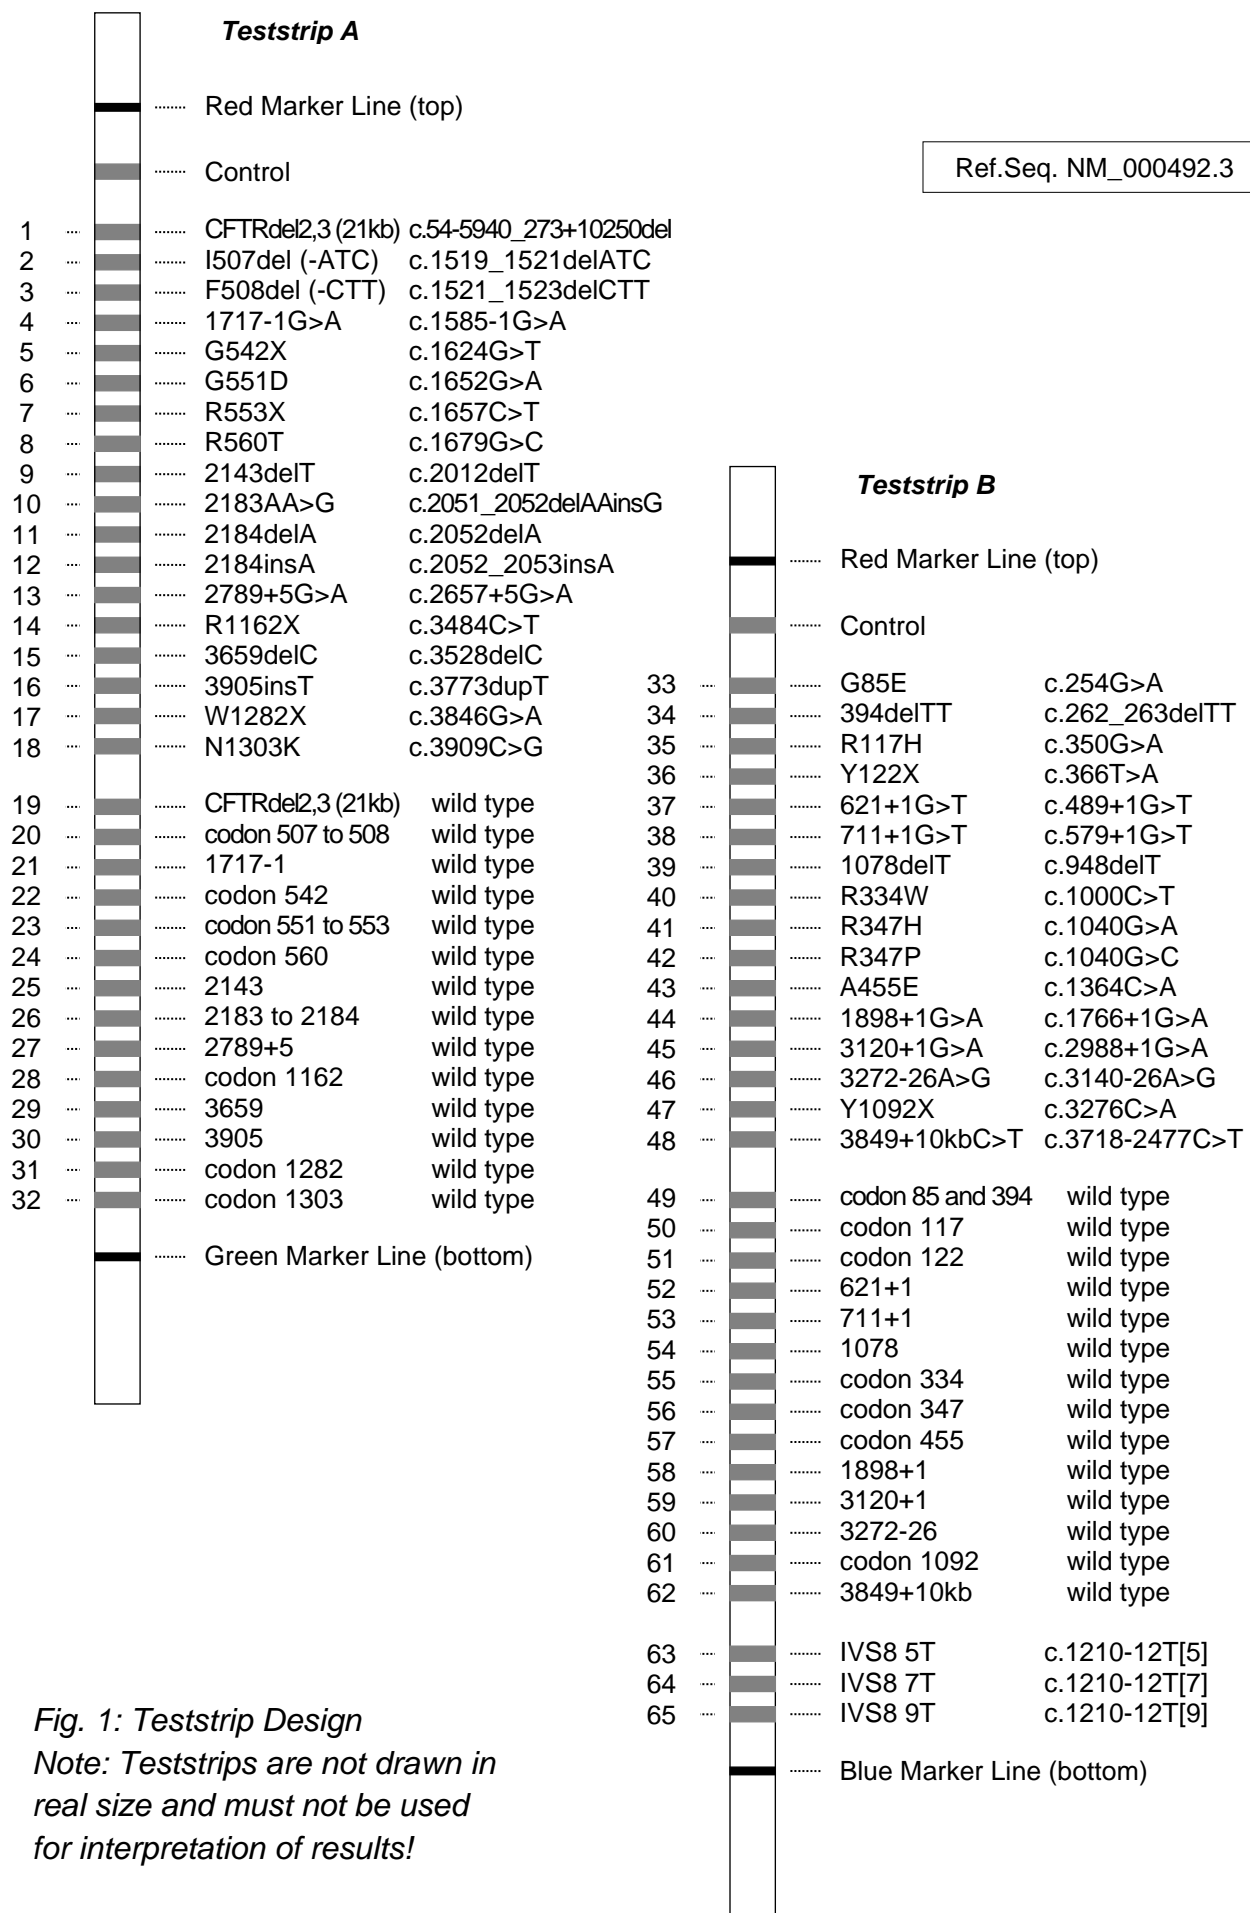 Teststrip A
Red Marker Line (top)
Control
Ref.Seq. NM_000492.3
1 CFTRdel2,3 (21kb) c.54-5940_273+10250del
2 I507del (-ATC) c.1519_1521delATC
3 F508del (-CTT) c.1521_1523delCTT
4 1717-1G>A c.1585-1G>A
5 G542X c.1624G>T
6 G551D c.1652G>A
7 R553X c.1657C>T
8 R560T c.1679G>C
9 2143delT c.2012delT
10 2183AA>G c.2051_2052delAAinsG
11 2184delA c.2052delA
12 2184insA c.2052_2053insA
13 2789+5G>A c.2657+5G>A
14 R1162X c.3484C>T
15 3659delC c.3528delC
16 3905insT c.3773dupT
17 W1282X c.3846G>A
18 N1303K c.3909C>G
19 CFTRdel2,3 (21kb) wild type
20 codon 507 to 508 wild type
21 1717-1 wild type
22 codon 542 wild type
23 codon 551 to 553 wild type
24 codon 560 wild type
25 2143 wild type
26 2183 to 2184 wild type
27 2789+5 wild type
28 codon 1162 wild type
29 3659 wild type
30 3905 wild type
31 codon 1282 wild type
32 codon 1303 wild type
Green Marker Line (bottom)
Teststrip B
Red Marker Line (top)
Control
33 G85E c.254G>A
34 394delTT c.262_263delTT
35 R117H c.350G>A
36 Y122X c.366T>A
37 621+1G>T c.489+1G>T
38 711+1G>T c.579+1G>T
39 1078delT c.948delT
40 R334W c.1000C>T
41 R347H c.1040G>A
42 R347P c.1040G>C
43 A455E c.1364C>A
44 1898+1G>A c.1766+1G>A
45 3120+1G>A c.2988+1G>A
46 3272-26A>G c.3140-26A>G
47 Y1092X c.3276C>A
48 3849+10kbC>T c.3718-2477C>T
49 codon 85 and 394 wild type
50 codon 117 wild type
51 codon 122 wild type
52 621+1 wild type
53 711+1 wild type
54 1078 wild type
55 codon 334 wild type
56 codon 347 wild type
57 codon 455 wild type
58 1898+1 wild type
59 3120+1 wild type
60 3272-26 wild type
61 codon 1092 wild type
62 3849+10kb wild type
63 IVS8 5T c.1210-12T[5]
64 IVS8 7T c.1210-12T[7]
65 IVS8 9T c.1210-12T[9]
Blue Marker Line (bottom)
Fig. 1: Teststrip Design
Note: Teststrips are not drawn in
real size and must not be used
for interpretation of results!